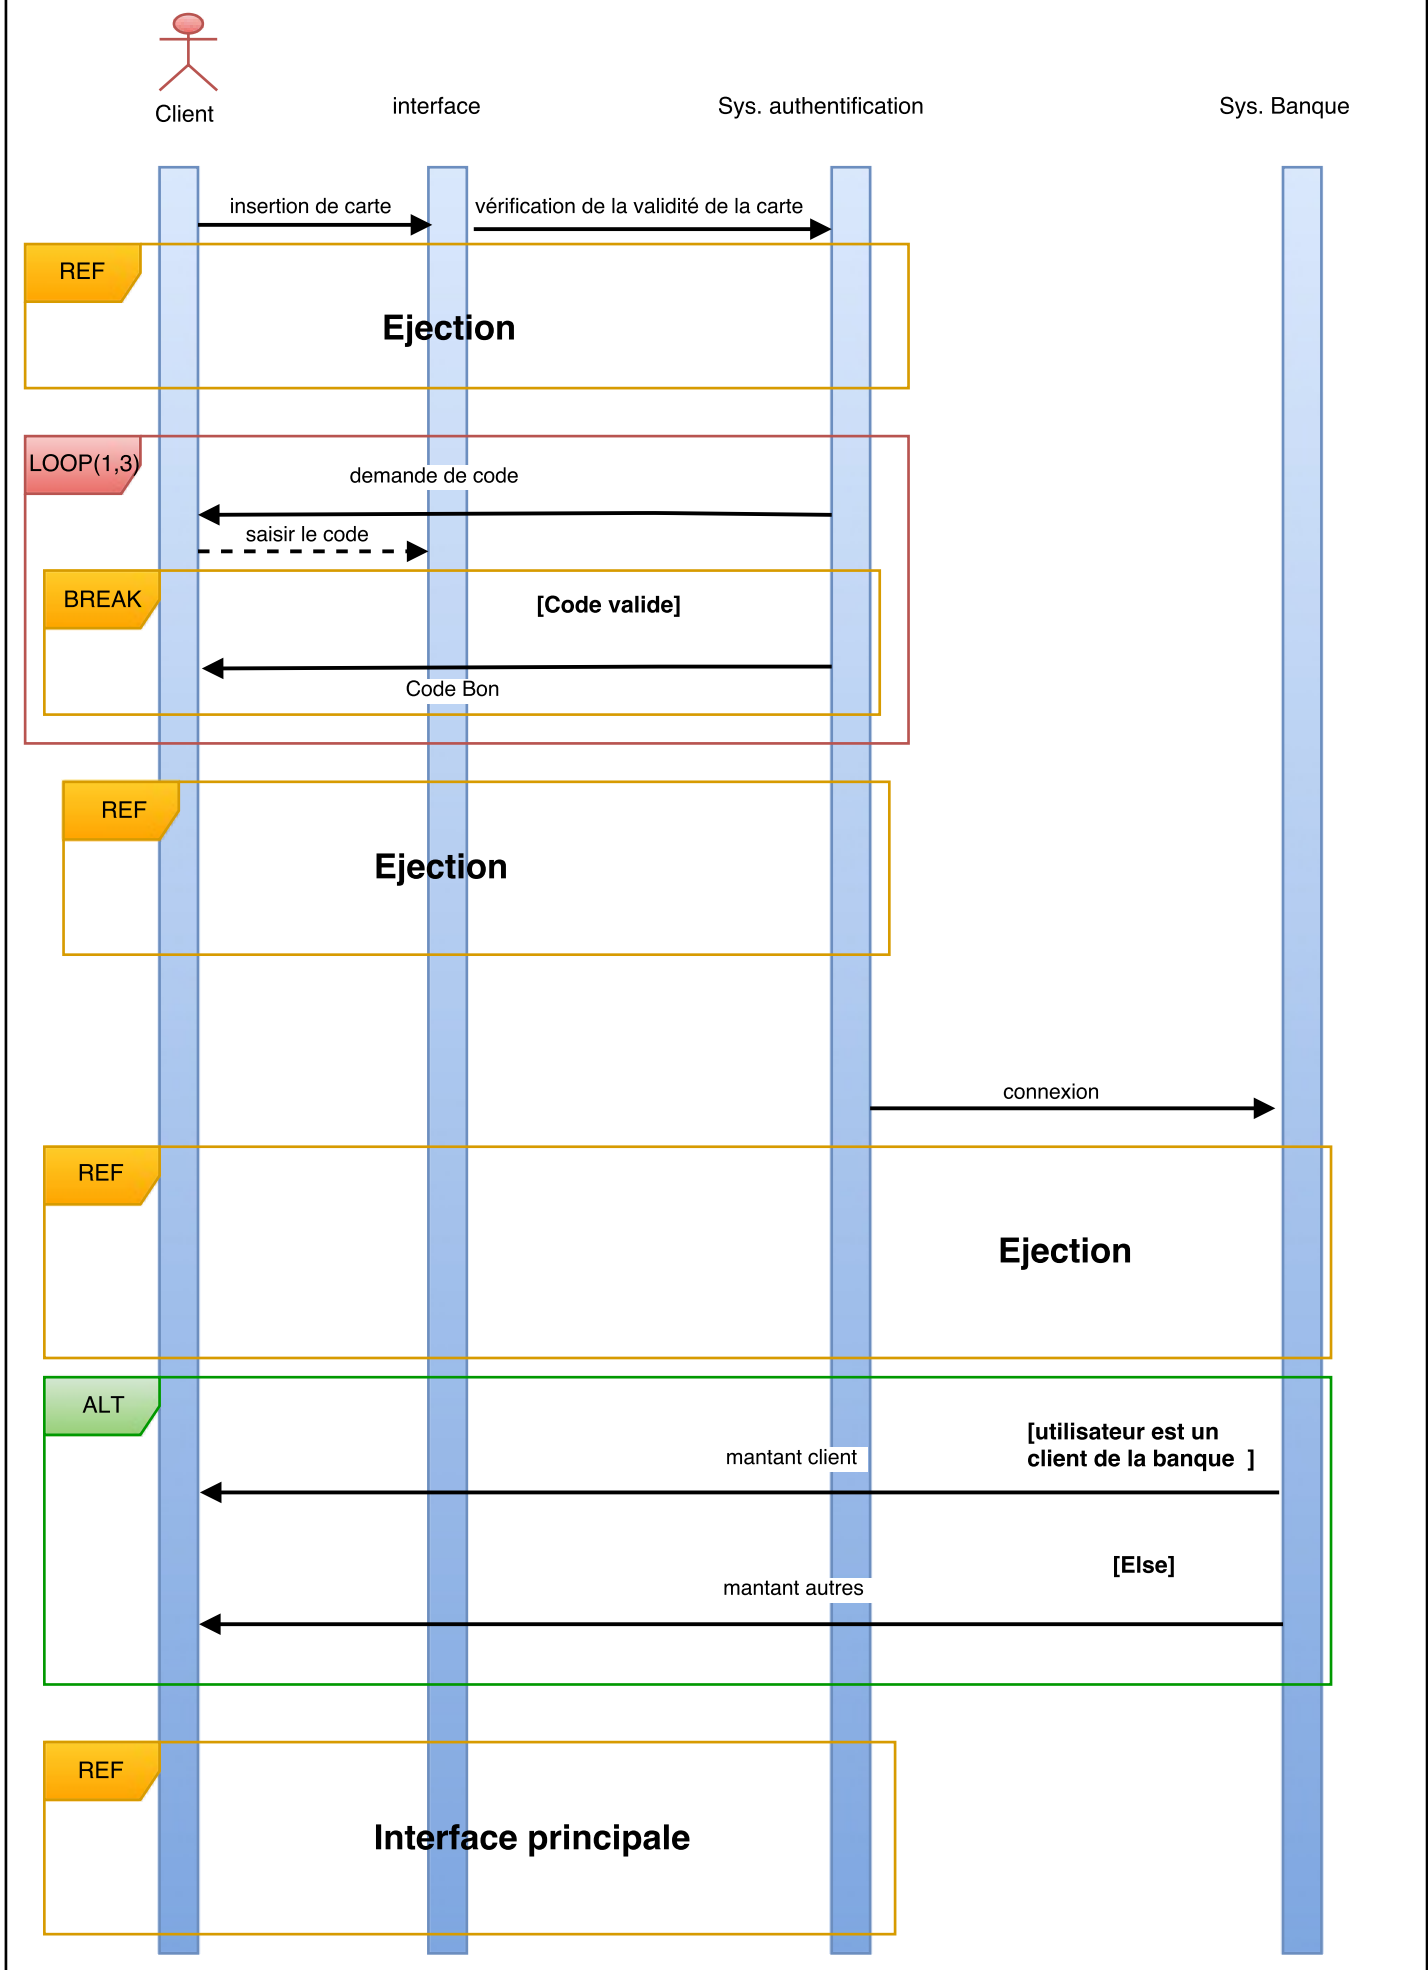 Client
interface
Sys. authentification
Sys. Banque
insertion de carte
vérification de la validité de la carte
REF
Ejection
LOOP(1,3)
demande de code
saisir le code
BREAK
[Code valide]
Code Bon
REF
Ejection
connexion
REF
Ejection
ALT
[utilisateur est un
client de la banque ]
mantant client
[Else]
mantant autres
REF
Interface principale